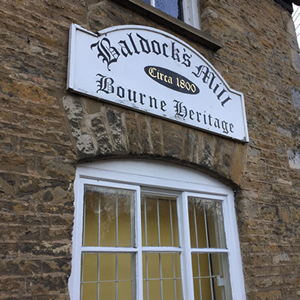 Baldock's Mill
Circa 1800
Bourne Heritage